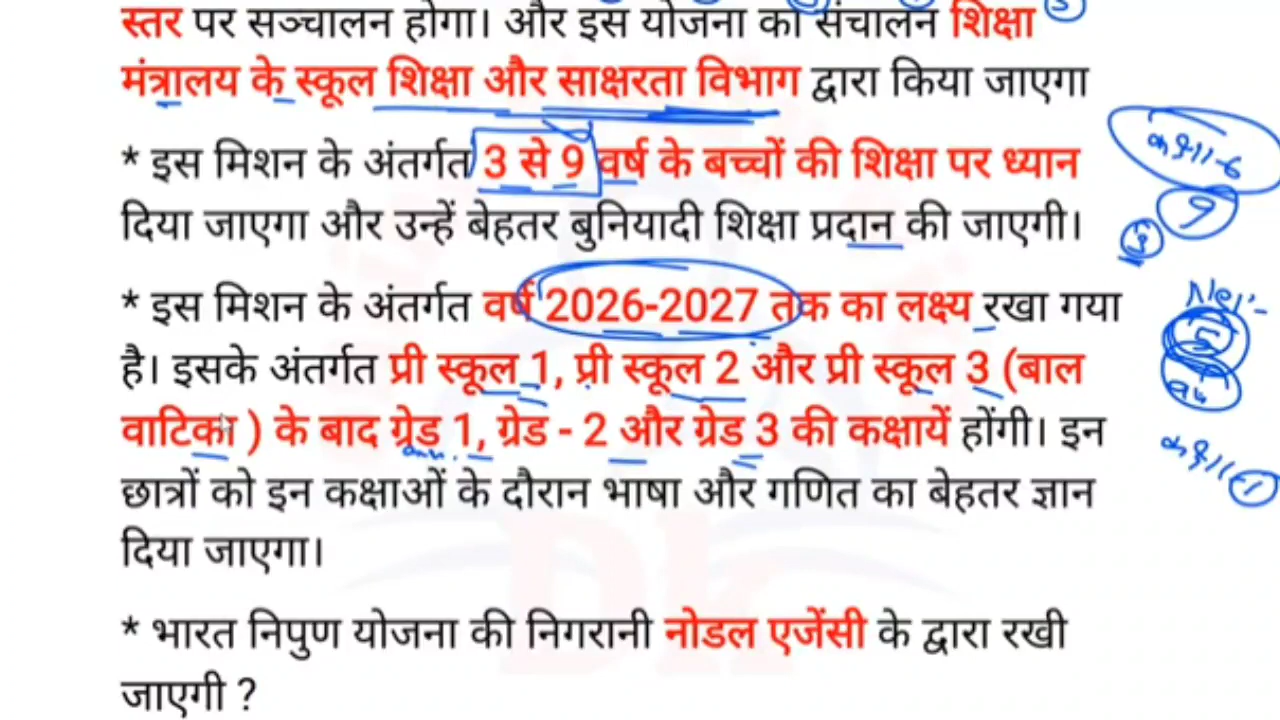 स्तर पर सञ्चालन होगा। और इस योजना का संचालन शिक्षा
मंत्रालय के स्कूल शिक्षा और साक्षरता विभाग द्वारा किया जाएगा
* इस मिशन के अंतर्गत 3 से 9 वर्ष के बच्चों की शिक्षा पर ध्यान
दिया जाएगा और उन्हें बेहतर बुनियादी शिक्षा प्रदान की जाएगी।
* इस मिशन के अंतर्गत वर्ष 2026-2027 तक का लक्ष्य रखा गया
है। इसके अंतर्गत प्री स्कूल 1, प्री स्कूल 2 और प्री स्कूल 3 (बाल
वाटिका ) के बाद ग्रेड 1, ग्रेड - 2 और ग्रेड 3 की कक्षायें होंगी। इन
छात्रों को इन कक्षाओं के दौरान भाषा और गणित का बेहतर ज्ञान
दिया जाएगा।
* भारत निपुण योजना की निगरानी नोडल एजेंसी के द्वारा रखी
जाएगी ?
9
5